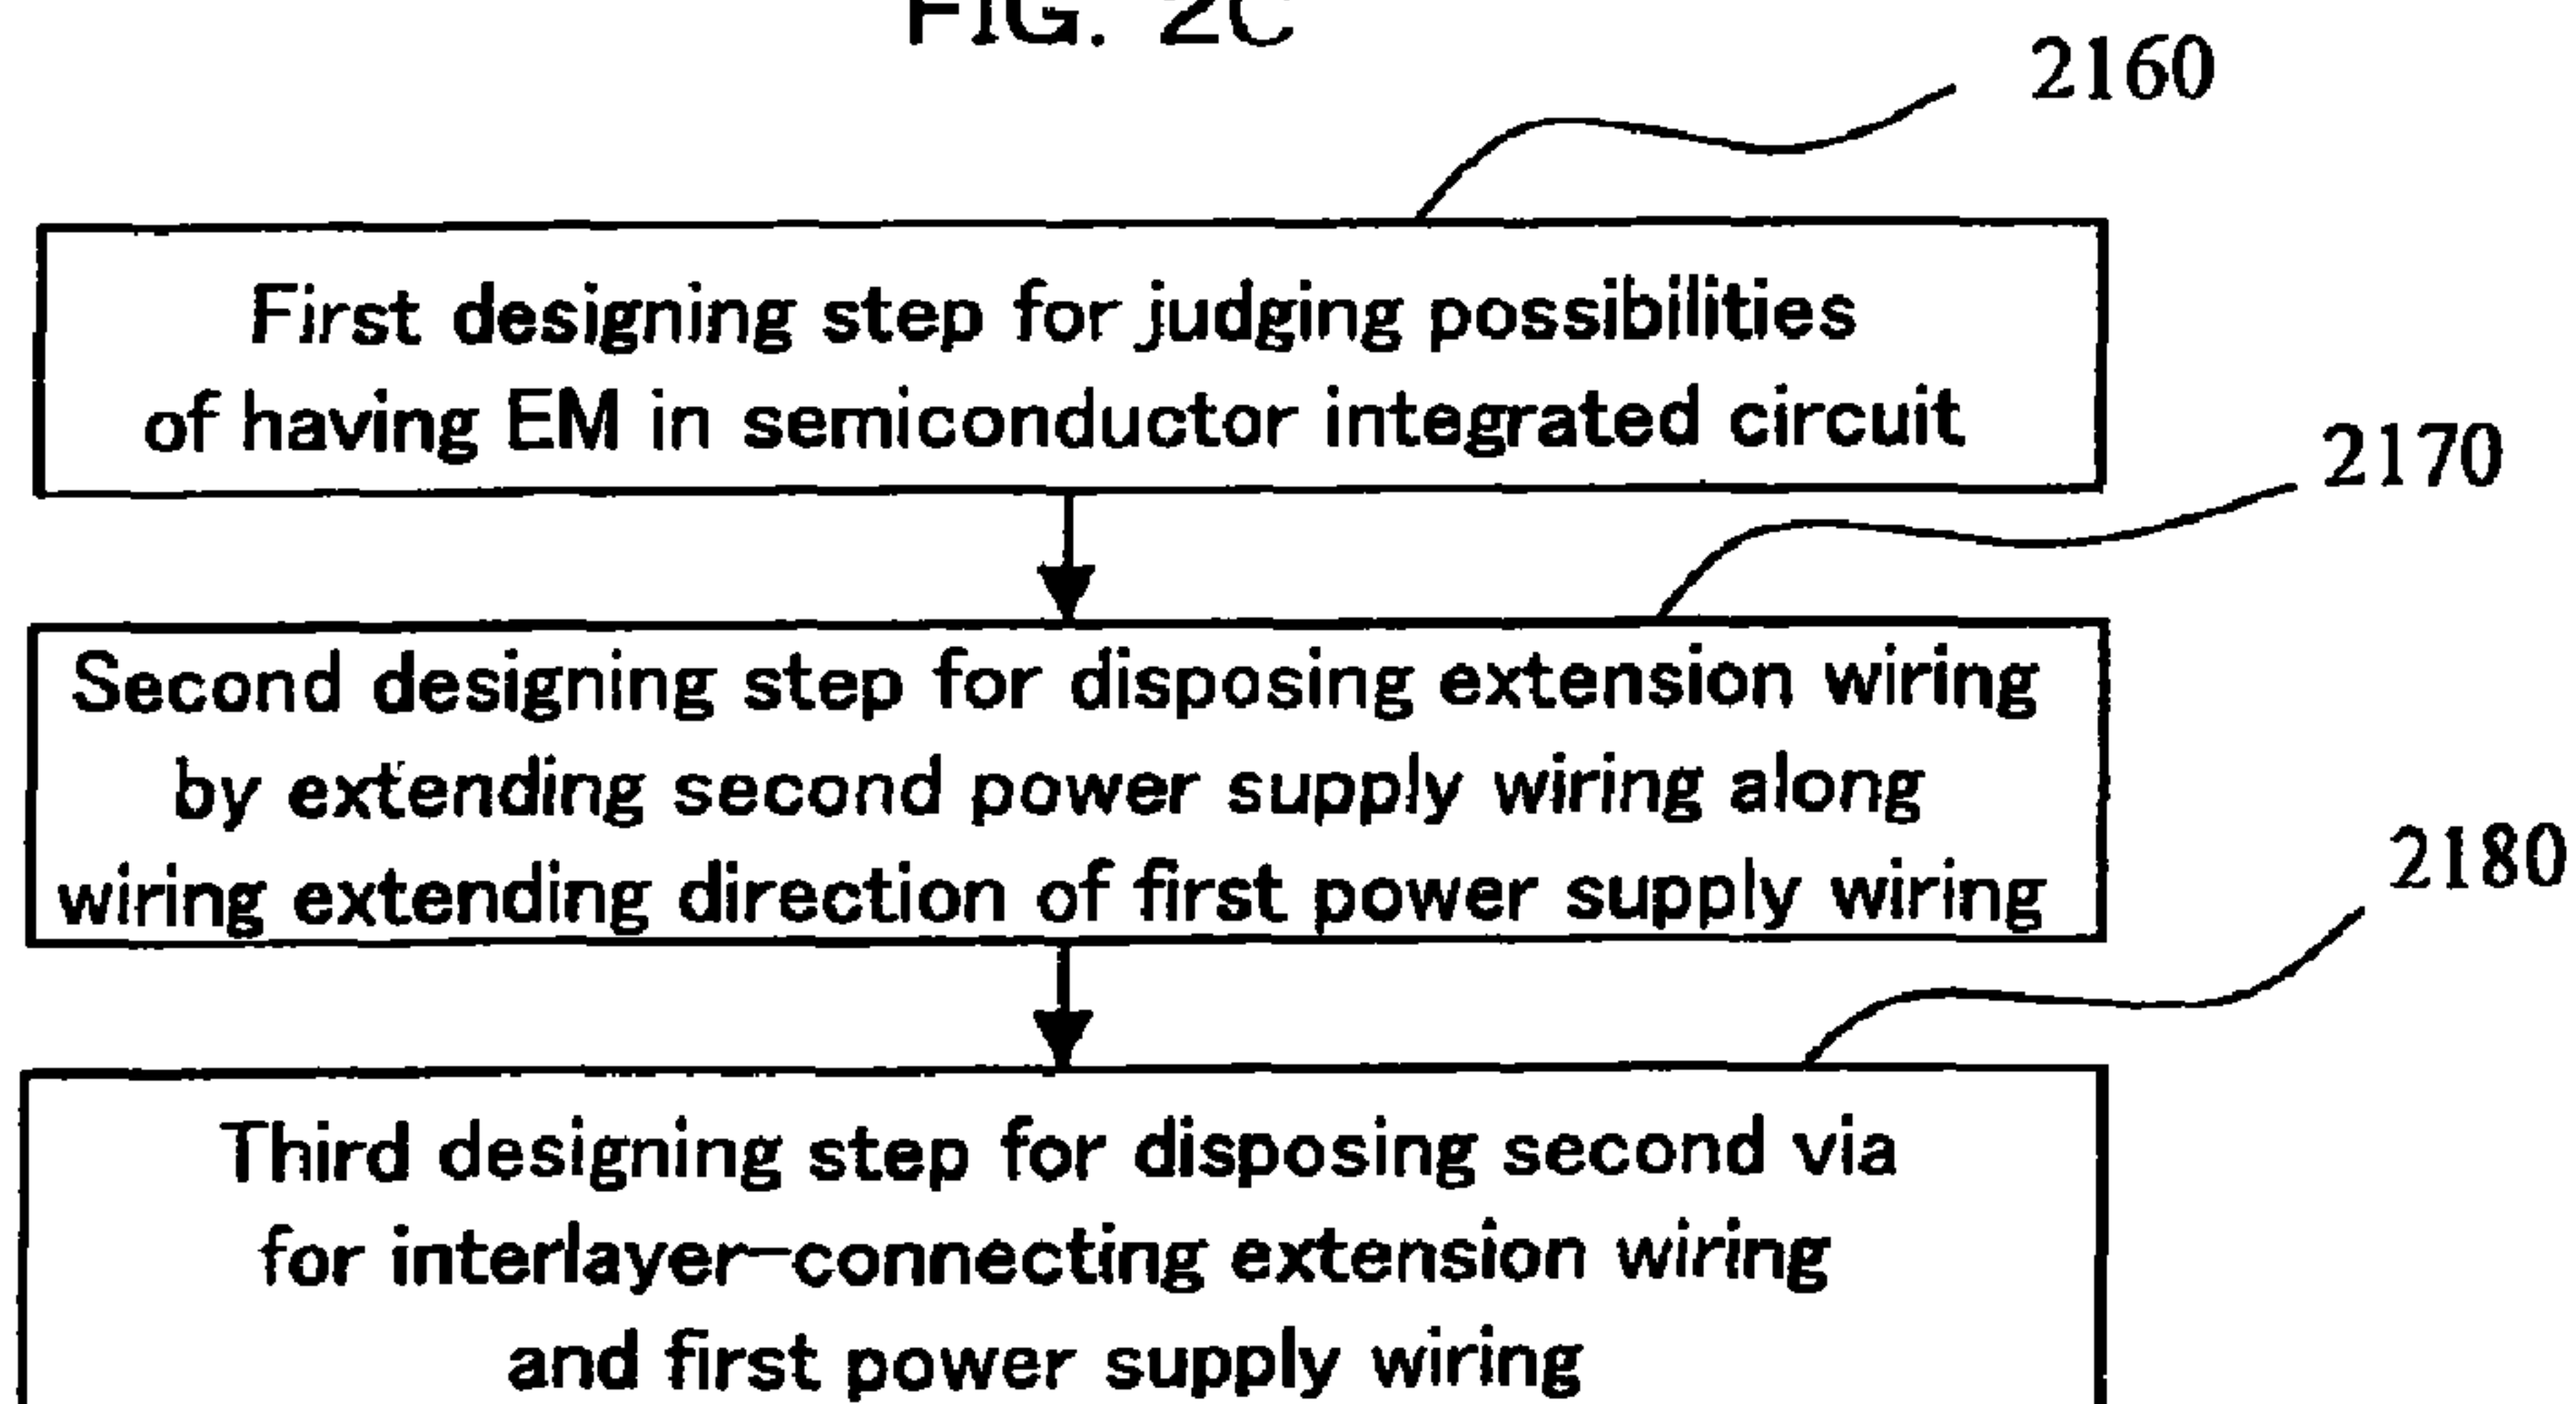 FIG. 2C
2160
First designing step for judging possibilities
of having EM in semiconductor integrated circuit
2170
Second designing step for disposing extension wiring
by extending second power supply wiring along
wiring extending direction of first power supply wiring
2180
Third designing step for disposing second via
for interlayer-connecting extension wiring
and first power supply wiring